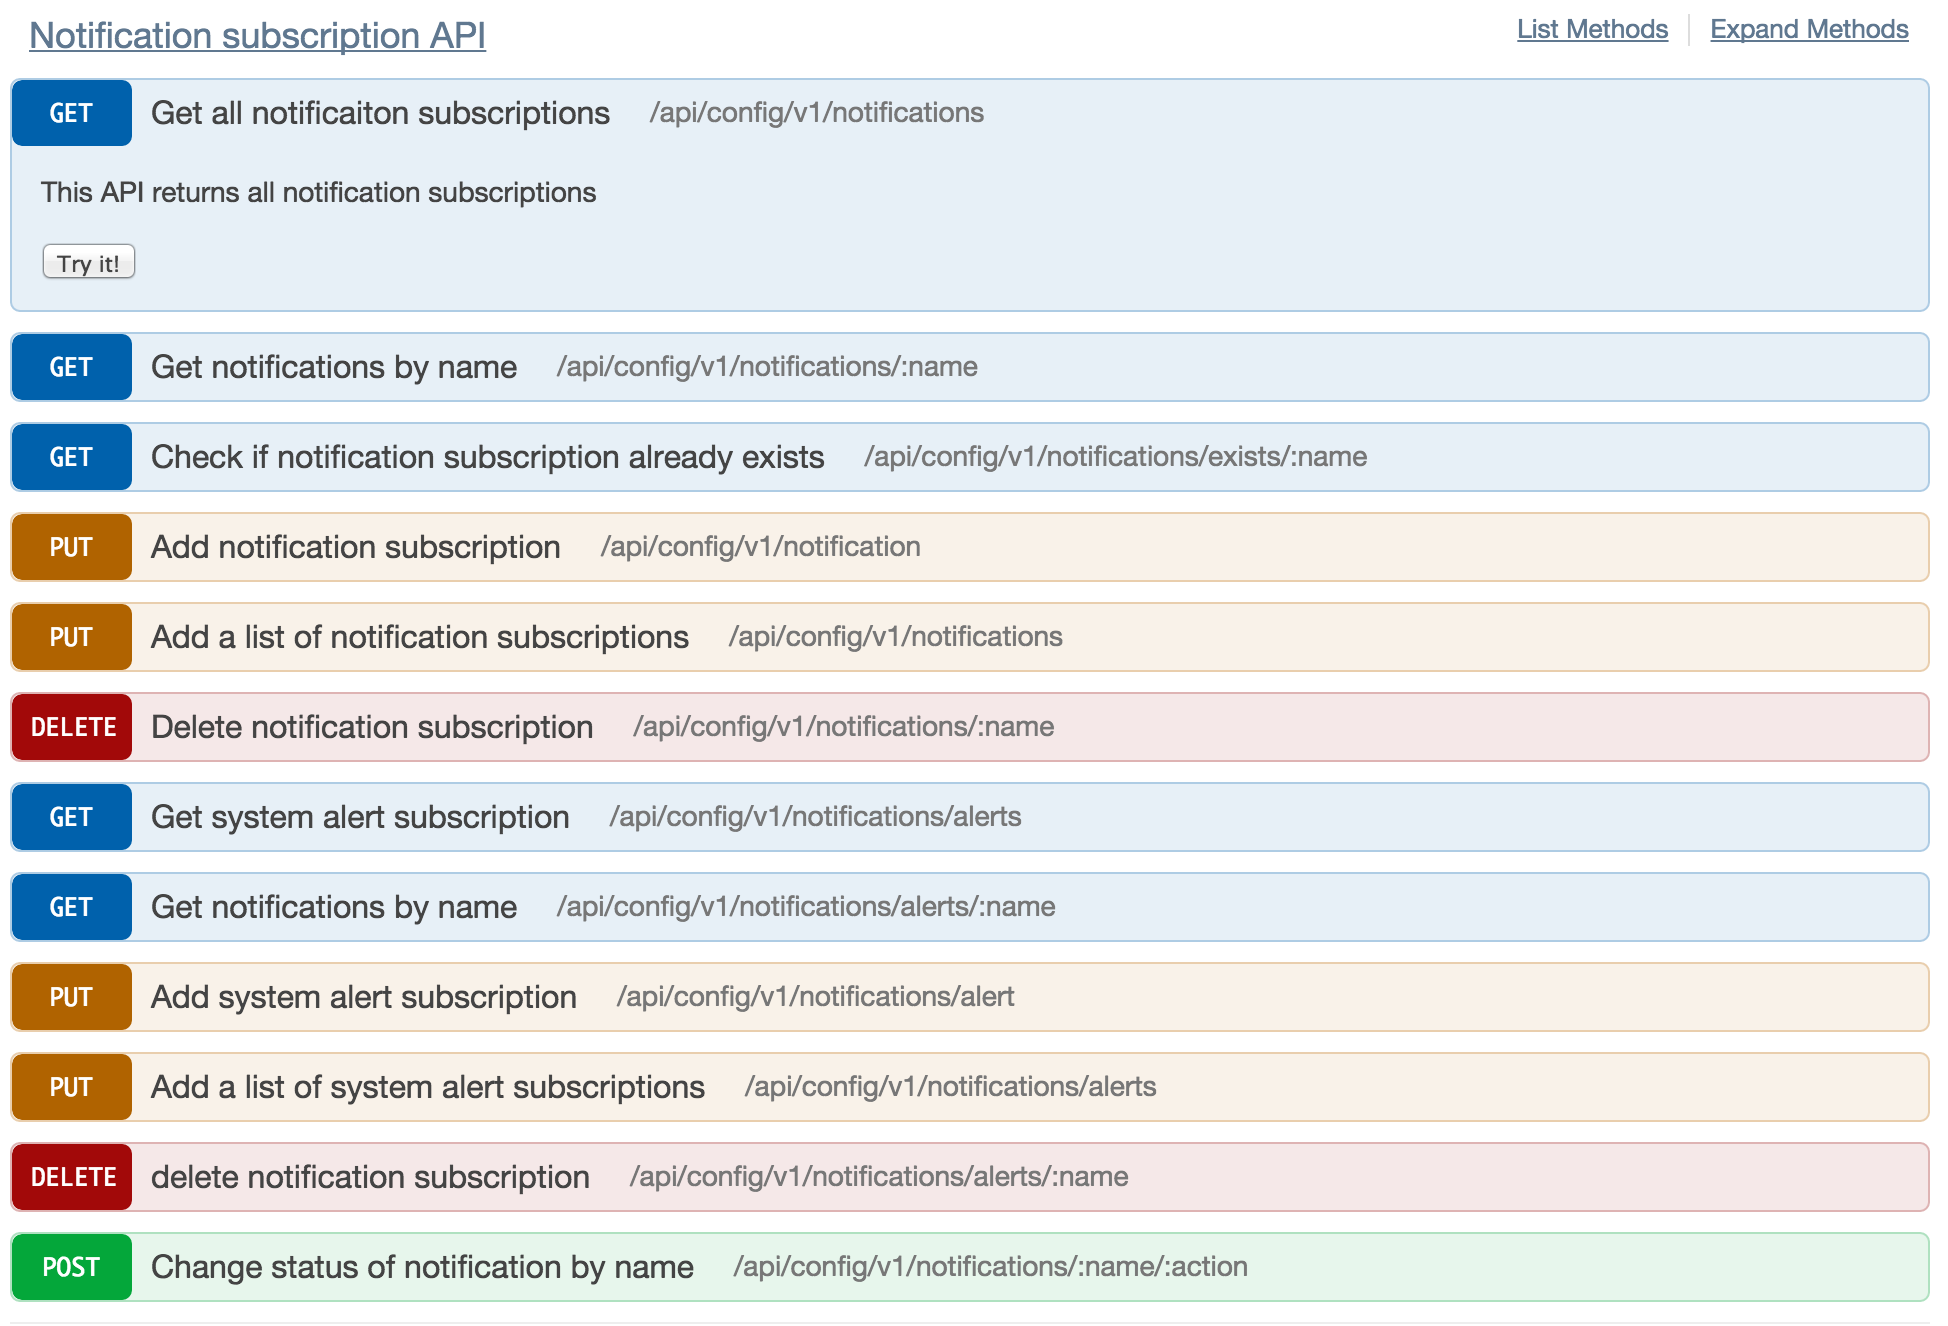 Notification subscription API
List Methods
Expand Methods
GET Get all notificaiton subscriptions /api/config/v1/notifications
This API returns all notification subscriptions
Try it!
GET Get notifications by name /api/config/v1/notifications/:name
GET Check if notification subscription already exists /api/config/v1/notifications/exists/:name
PUT Add notification subscription /api/config/v1/notification
PUT Add a list of notification subscriptions /api/config/v1/notifications
DELETE Delete notification subscription /api/config/v1/notifications/:name
GET Get system alert subscription /api/config/v1/notifications/alerts
GET Get notifications by name /api/config/v1/notifications/alerts/:name
PUT Add system alert subscription /api/config/v1/notifications/alert
PUT Add a list of system alert subscriptions /api/config/v1/notifications/alerts
DELETE delete notification subscription /api/config/v1/notifications/alerts/:name
POST Change status of notification by name /api/config/v1/notifications/:name/:action